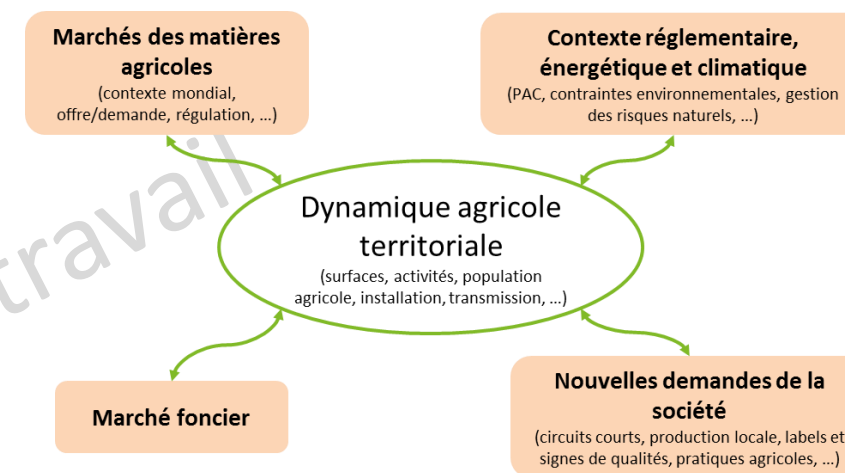 Marchés des matières
agricoles
(contexte mondial,
offre/demande, régulation, ...)
Contexte réglementaire,
énergétique et climatique
(PAC, contraintes environnementales, gestion
des risques naturels, ...)
travail
Dynamique agricole
territoriale
(surfaces, activités, population
agricole, installation, transmission, ...)
Marché foncier
Nouvelles demandes de la
société
(circuits courts, production locale, labels et
signes de qualités, pratiques agricoles, ...)